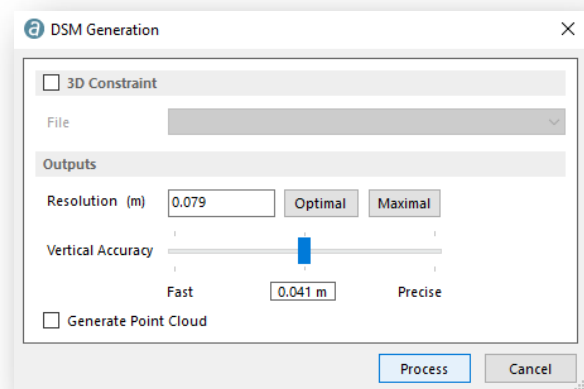 DSM Generation
3D Constraint
File
Outputs
Resolution (m) 0.079 Optimal Maximal
Vertical Accuracy
Fast 0.041 m Precise
Generate Point Cloud
Process Cancel